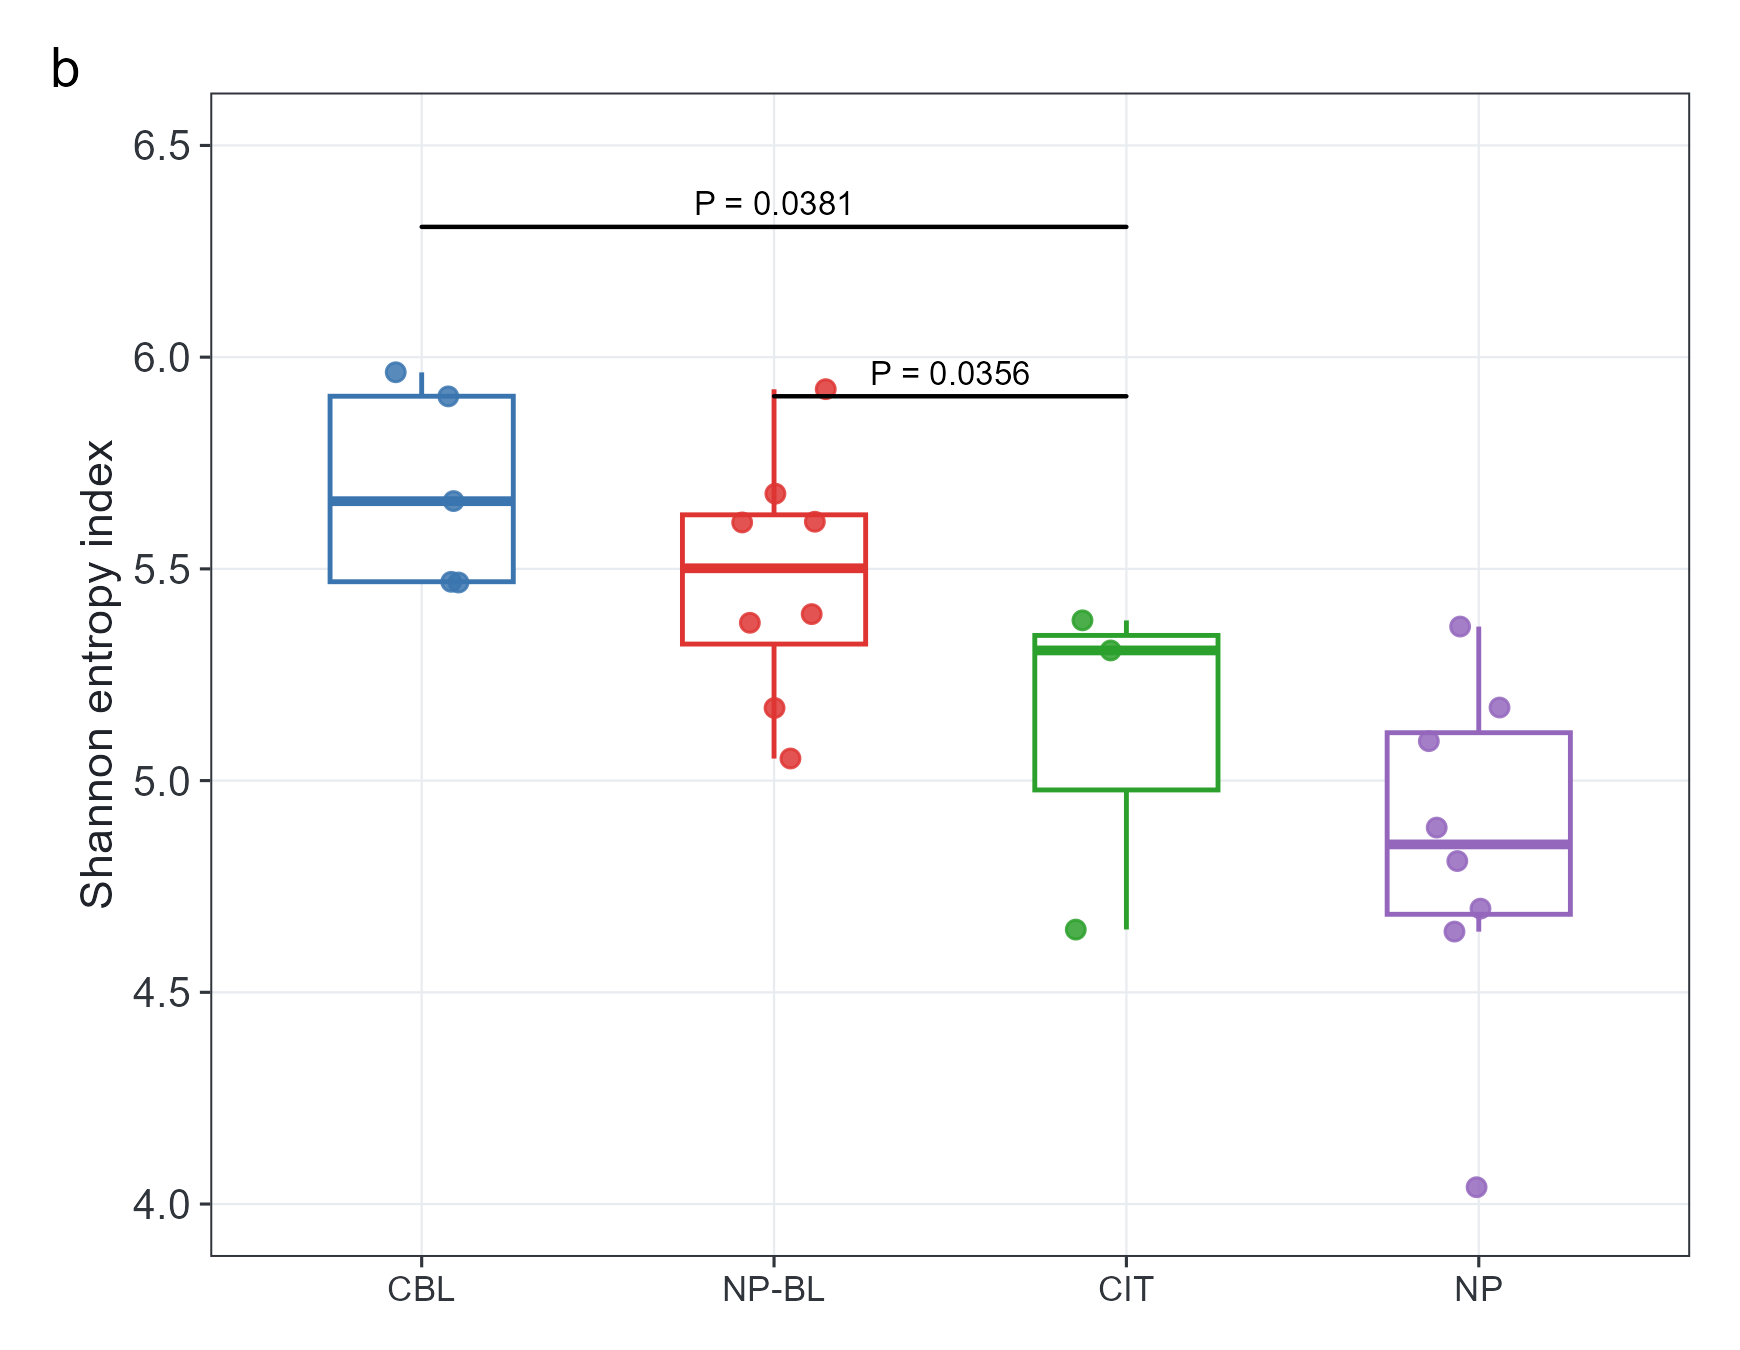 b
Shannon entropy index
6.5
6.0
5.5
5.0
4.5
4.0
P = 0.0381
P = 0.0356
CBL
NP-BL
CIT
NP